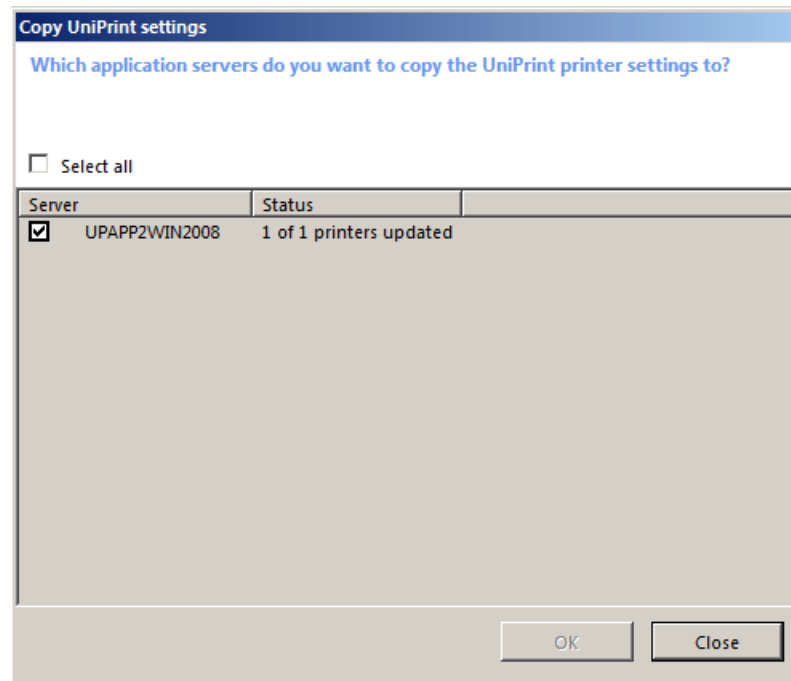 Copy UniPrint settings
Which application servers do you want to copy the UniPrint printer settings to?
Select all
Server Status
UPAPP2WIN2008 1 of 1 printers updated
OK Close